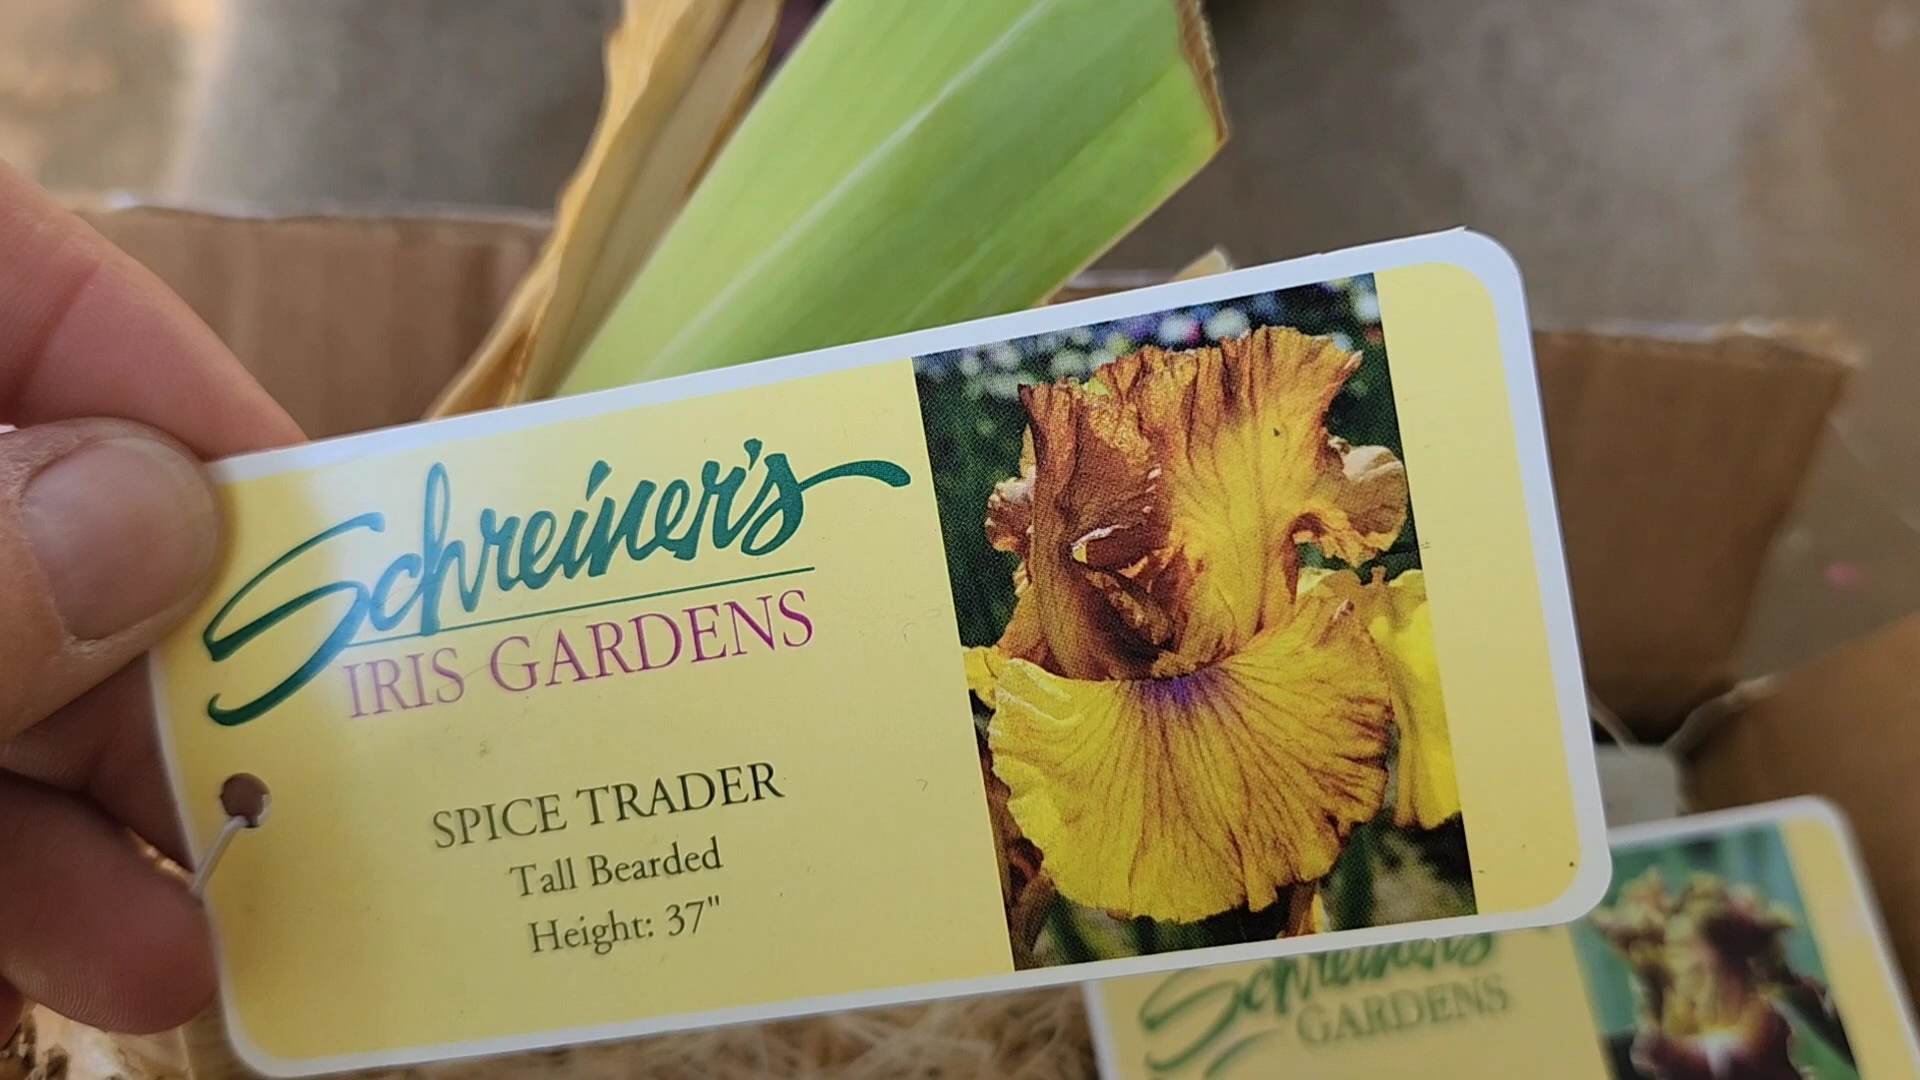 Schreiner's
IRIS GARDENS
SPICE TRADER
Tall Bearded
Height: 37"
Schreiner's
GARDENS